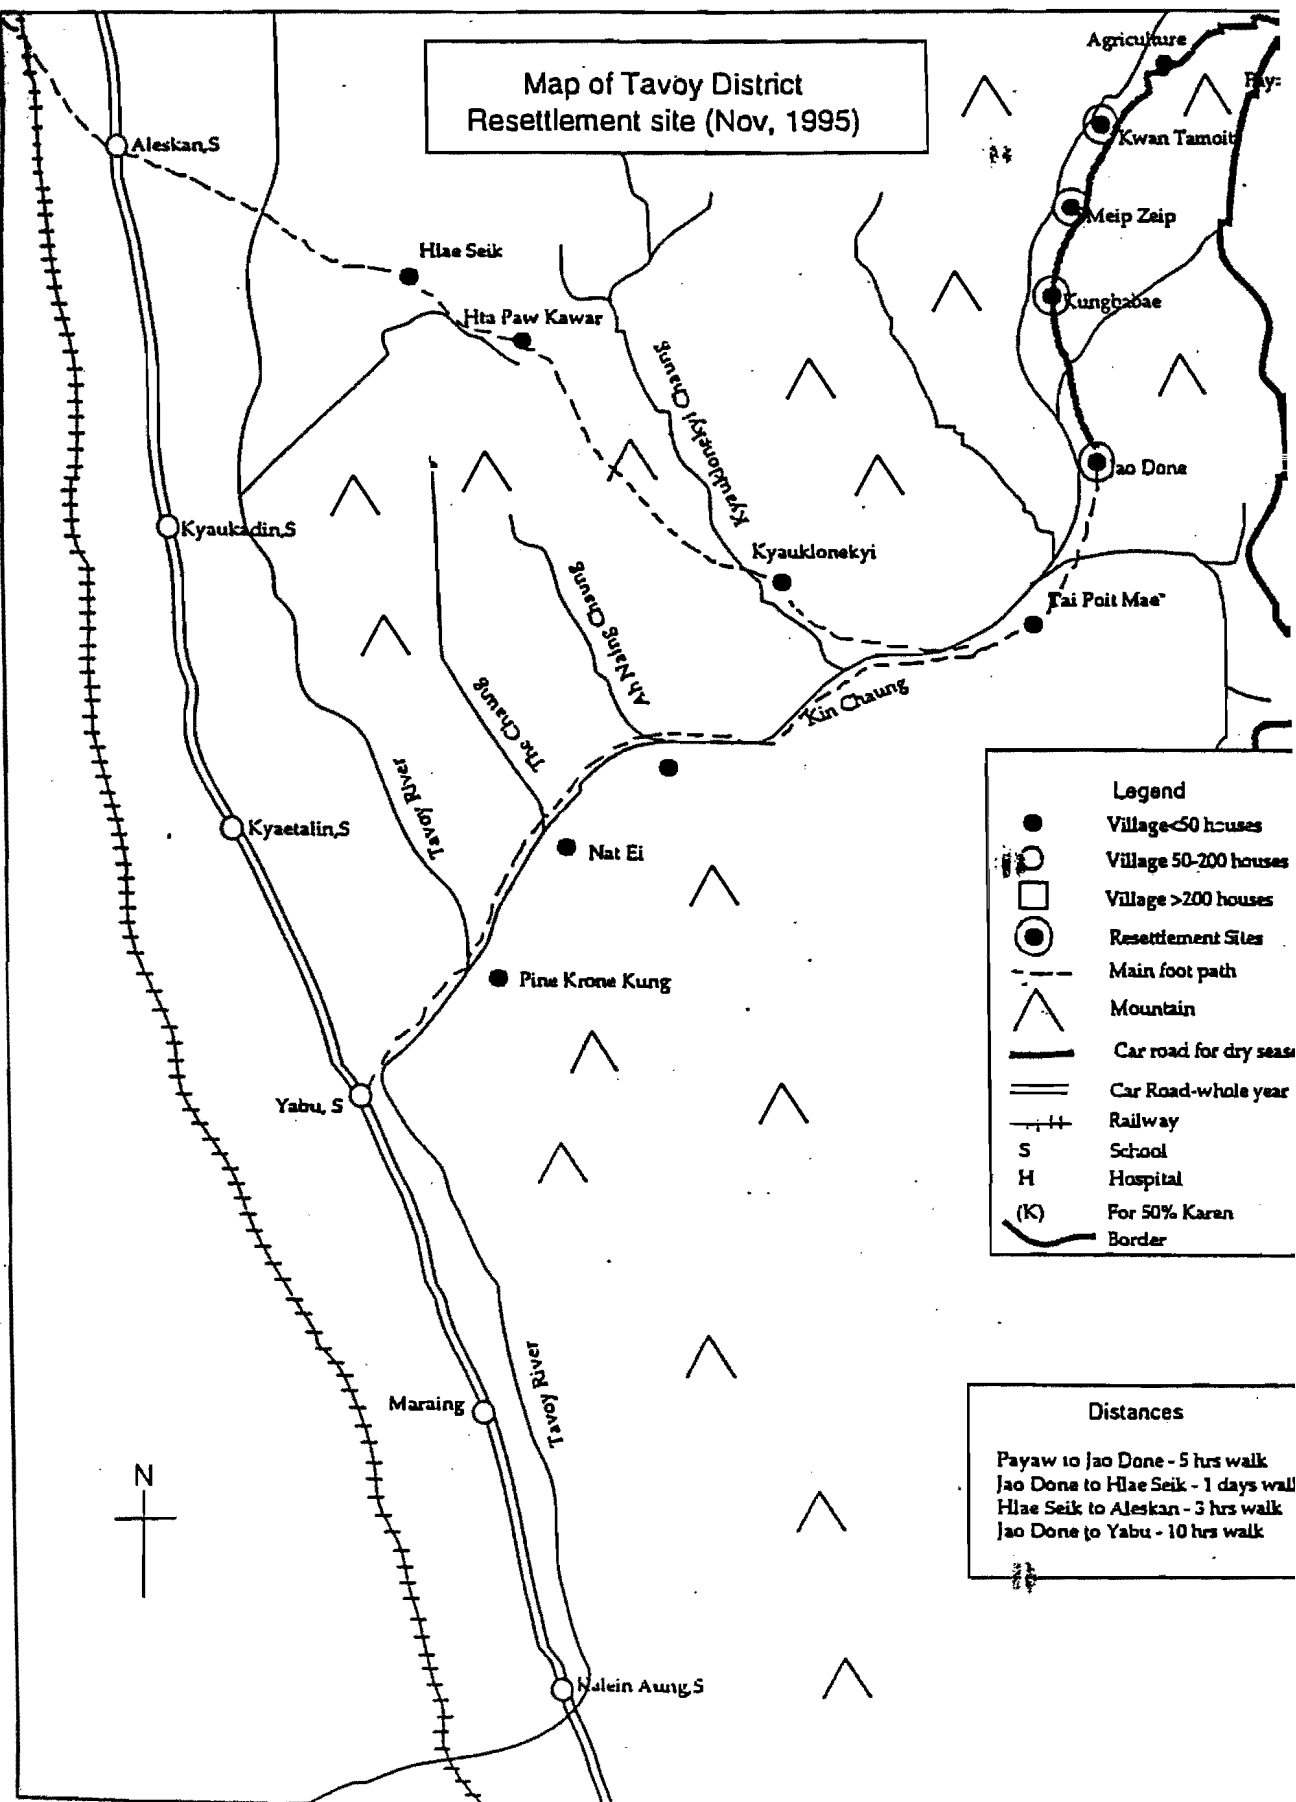 Map of Tavoy District
Resettlement site (Nov, 1995)
Agriculture
Kwan Tamoit
Aleskan,S
Meip Zeip
Hlae Seik
Kunghabae
Hta Paw Kawar
Kyauklonekyi Chaung
Jao Done
Kyaukadin,S
Kyauklonekyi
Ah Naing Chaung
Tai Poit Mae
The Chaung
Kin Chaung
Tavoy River
Kyaetalin,S
Nat Ei
Pine Krone Kung
Yabu, S
Maraing
Tavoy River
Kalein Aung,S
N
Legend
Village<50 houses
Village 50-200 houses
Village >200 houses
Resettlement Sites
Main foot path
Mountain
Car road for dry seas
Car Road-whole year
Railway
S School
H Hospital
(K) For 50% Karen
Border
Distances
Payaw to Jao Done - 5 hrs walk
Jao Done to Hlae Seik - 1 days walk
Hlae Seik to Aleskan - 3 hrs walk
Jao Done to Yabu - 10 hrs walk